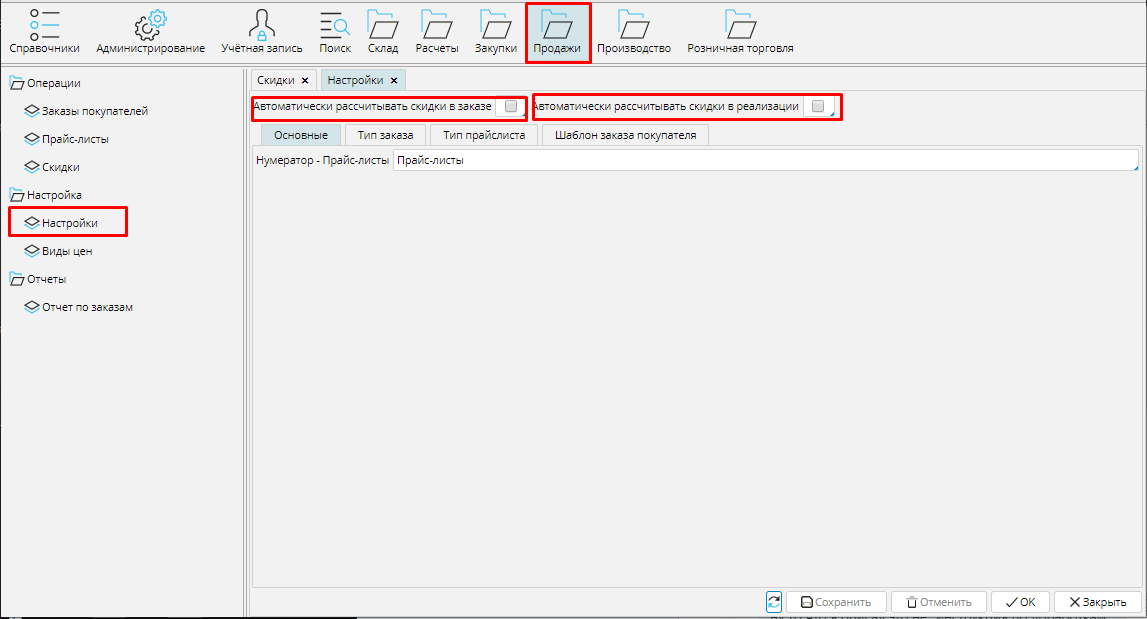 Справочники Администрирование Учётная запись Поиск Склад Расчеты Закупки Продажи Производство Розничная торговля
Операции
Заказы покупателей
Прайс-листы
Скидки
Настройка
Настройки
Виды цен
Отчеты
Отчет по заказам
Скидки × Настройки ×
Автоматически рассчитывать скидки в заказе Автоматически рассчитывать скидки в реализации
Основные Тип заказа Тип прайслиста Шаблон заказа покупателя
Нумератор - Прайс-листы Прайс-листы
Сохранить Отменить OK Закрыть